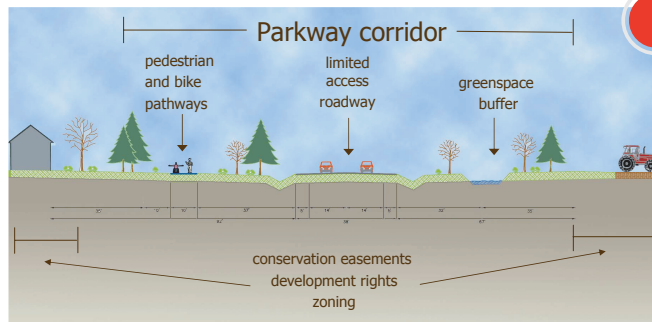 Parkway corridor
pedestrian
and bike
pathways
limited
access
roadway
greenspace
buffer
conservation easements
development rights
zoning